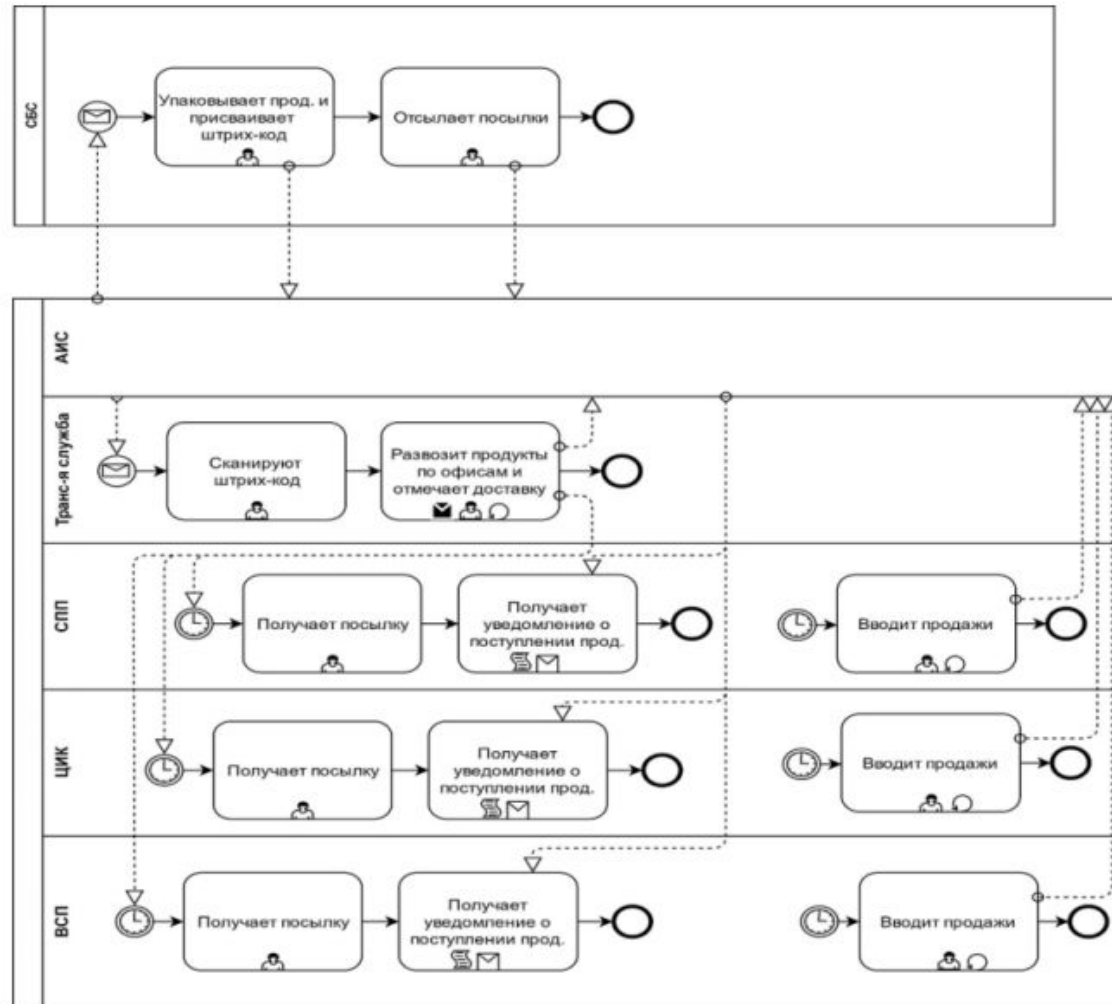 СБС
Упаковывает прод. и
присваивает
штрих-код
Отсылает посылки
АИС
Транс-я служба
Сканируют
штрих-код
Развозит продукты
по офисам и
отмечает доставку
СПП
Получает посылку
Получает
уведомление о
поступлении прод.
Вводит продажи
ЦИК
Получает посылку
Получает
уведомление о
поступлении прод.
Вводит продажи
ВСП
Получает посылку
Получает
уведомление о
поступлении прод.
Вводит продажи